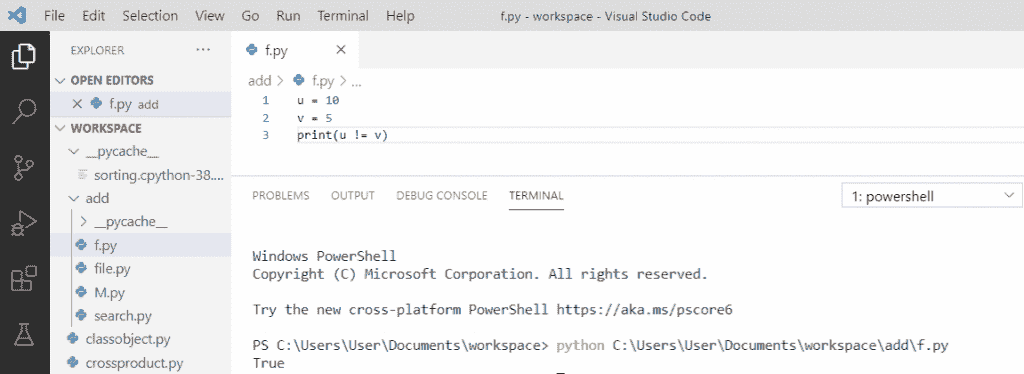 File Edit Selection View Go Run Terminal Help f.py - workspace - Visual Studio Code
EXPLORER ...
OPEN EDITORS
f.py add
WORKSPACE
__pycache__
sorting.cpython-38....
add
__pycache__
f.py
file.py
M.py
search.py
classobject.py
crossproduct.py
f.py
add > f.py > ...
1 u = 10
2 v = 5
3 print(u != v)
PROBLEMS OUTPUT DEBUG CONSOLE TERMINAL 1: powershell
Windows PowerShell
Copyright (C) Microsoft Corporation. All rights reserved.
Try the new cross-platform PowerShell https://aka.ms/pscore6
PS C:\Users\User\Documents\workspace> python C:\Users\User\Documents\workspace\add\f.py
True